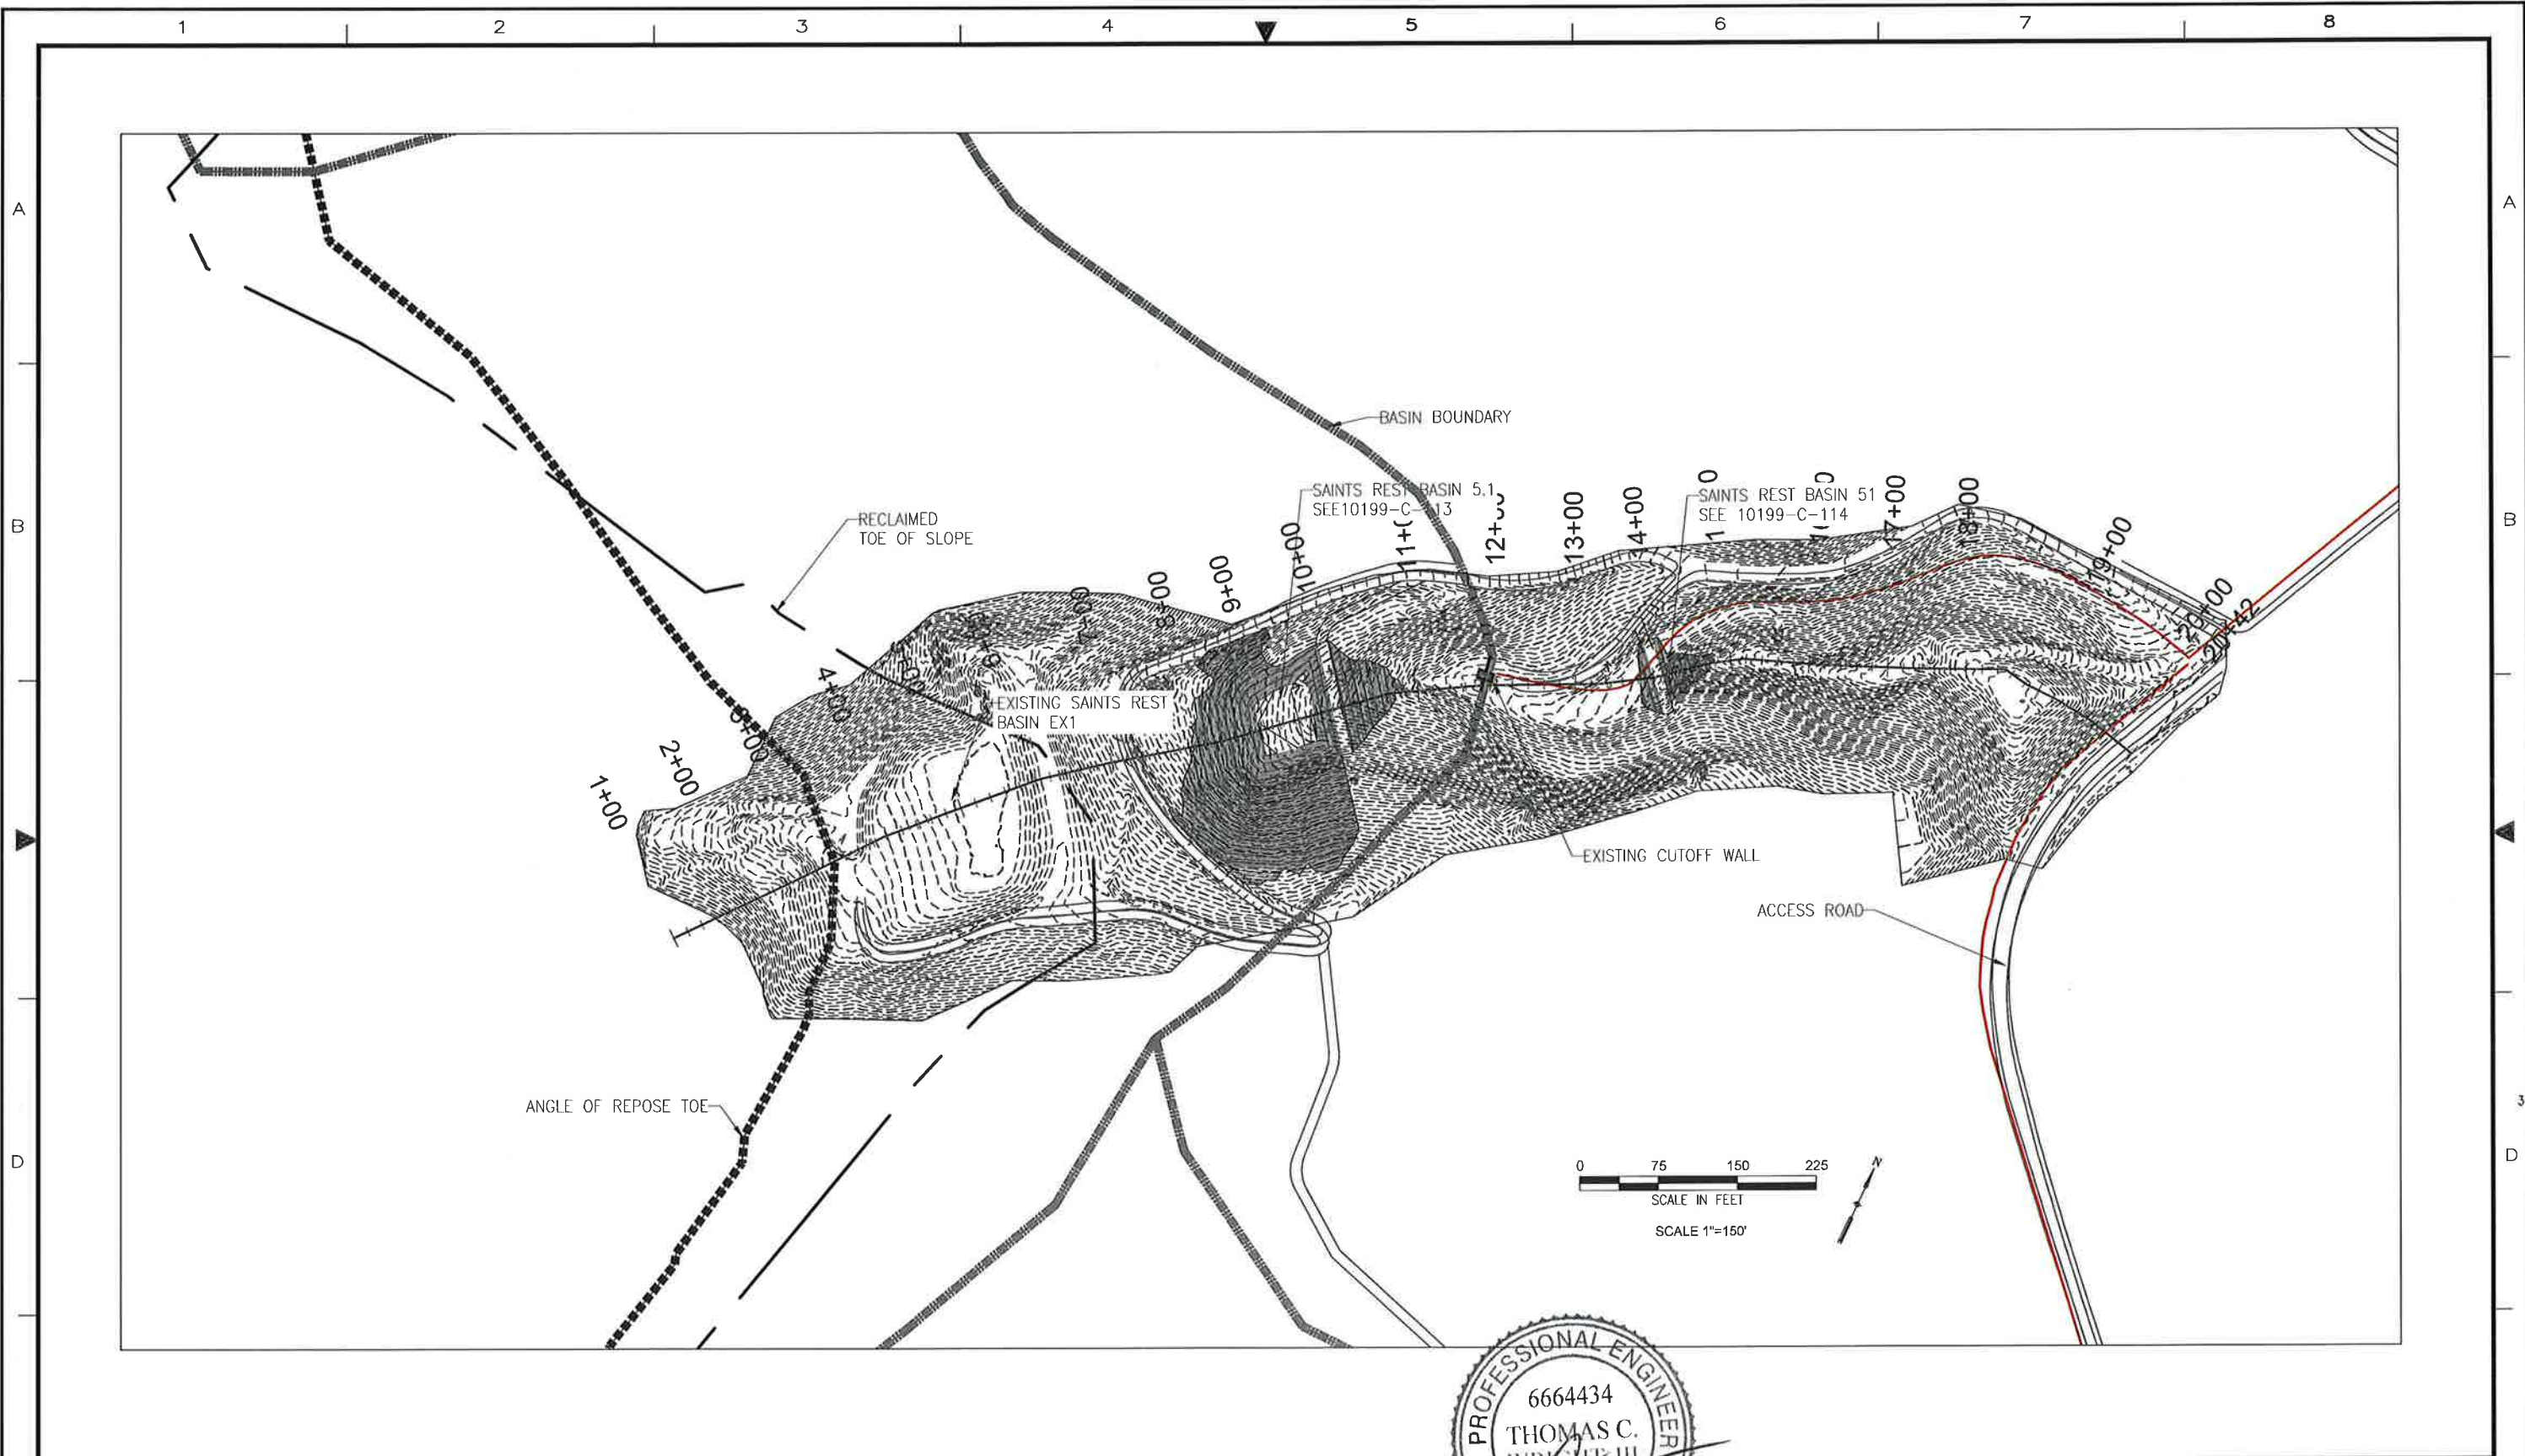 1 2 3 4 5 6 7 8
A A
BASIN BOUNDARY
SAINTS REST BASIN 5.1
SEE10199-C-113
SAINTS REST BASIN 51
SEE 10199-C-114
RECLAIMED
TOE OF SLOPE
B B
1+00
2+00
3+00
4+00
8+00
9+00
10+00
13+00
14+00
17+00
18+00
19+00
20+00
20+42
EXISTING SAINTS REST
BASIN EX1
EXISTING CUTOFF WALL
ACCESS ROAD
ANGLE OF REPOSE TOE
3
D D
0 75 150 225
SCALE IN FEET
SCALE 1"=150'
N
PROFESSIONAL ENGINEER
6664434
THOMAS C.